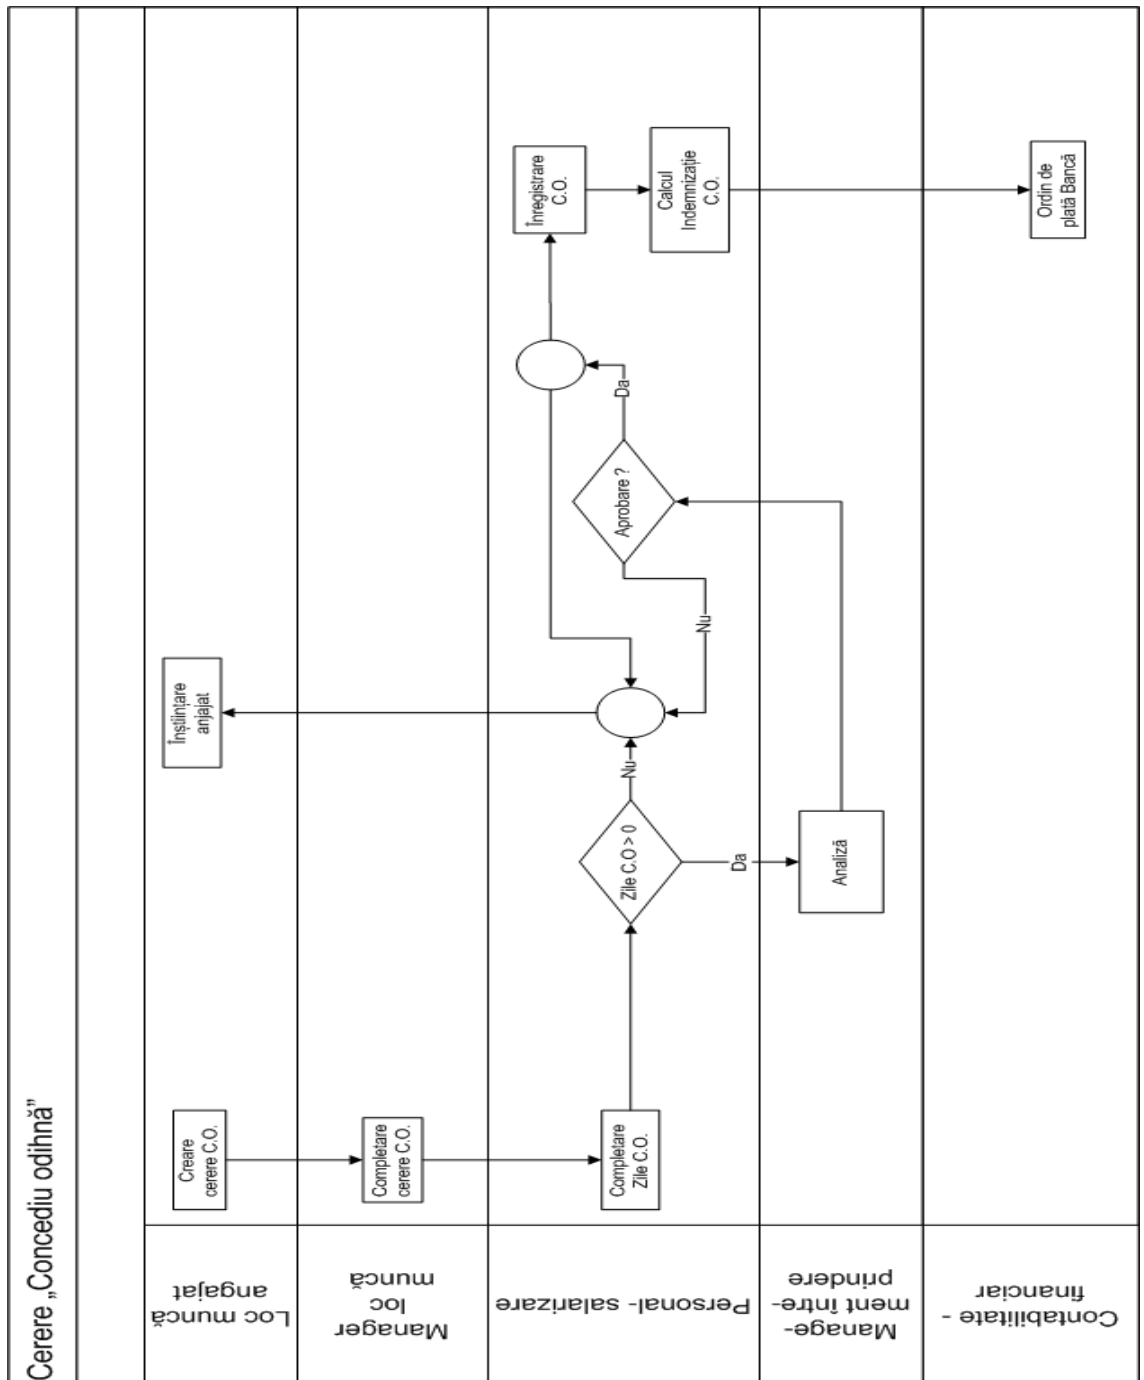 Cerere „Concediu odihnă”
Loc muncă
angajat
Creare
cerere C.O.
Înștiințare
anjajat
Manager
loc
muncă
Completare
cerere C.O.
Personal- salarizare
Completare
Zile C.O.
Zile C.O > 0
Nu
Da
Nu
Aprobare ?
Da
Înregistrare
C.O.
Calcul
Indemnizație
C.O.
Manage-
ment între-
prindere
Analiză
Contabilitate -
financiar
Ordin de
plată Bancă